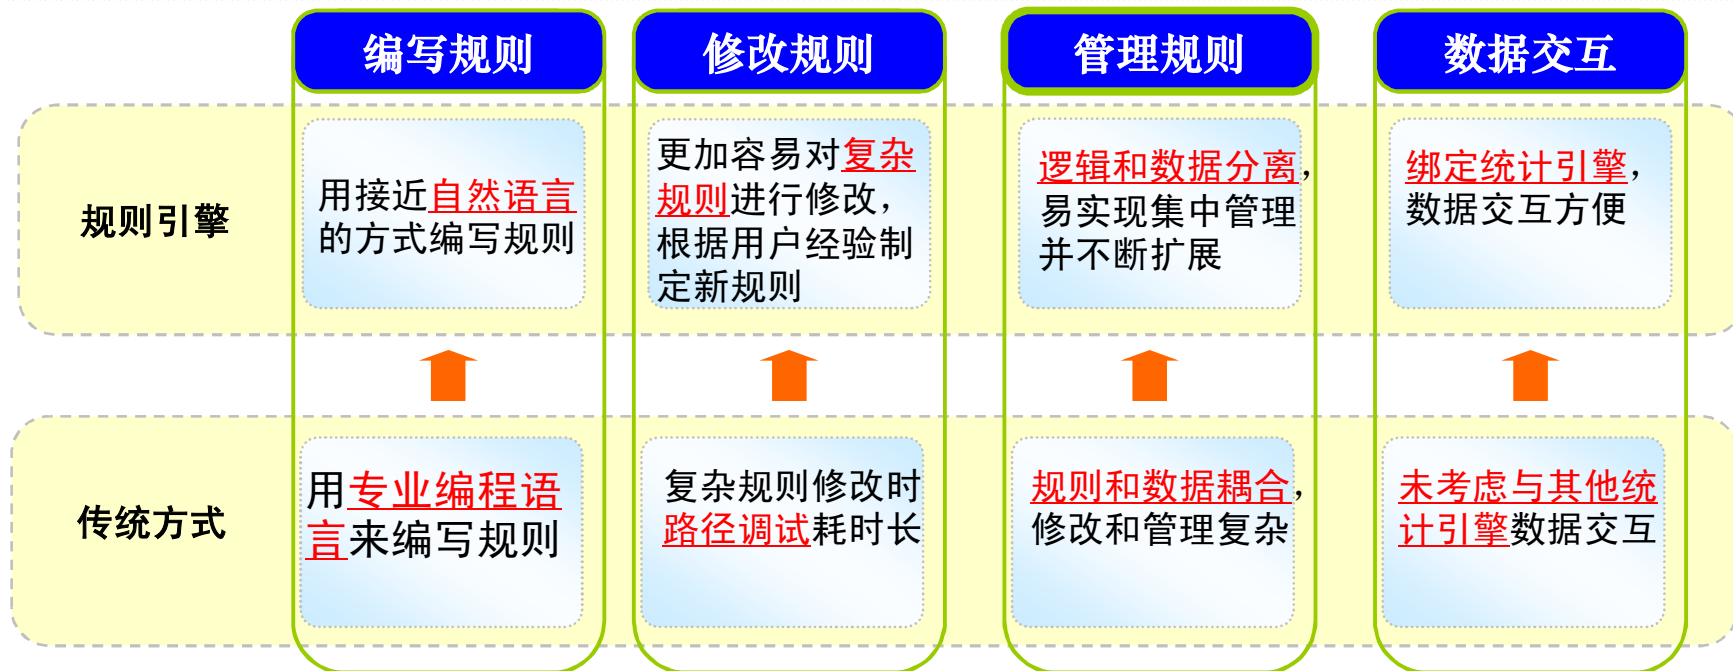 编写规则
修改规则
管理规则
数据交互
规则引擎
用接近自然语言
的方式编写规则
更加容易对复杂
规则进行修改，
根据用户经验制
定新规则
逻辑和数据分离，
易实现集中管理
并不断扩展
绑定统计引擎，
数据交互方便
传统方式
用专业编程语
言来编写规则
复杂规则修改时
路径调试耗时长
规则和数据耦合，
修改和管理复杂
未考虑与其他统
计引擎数据交互